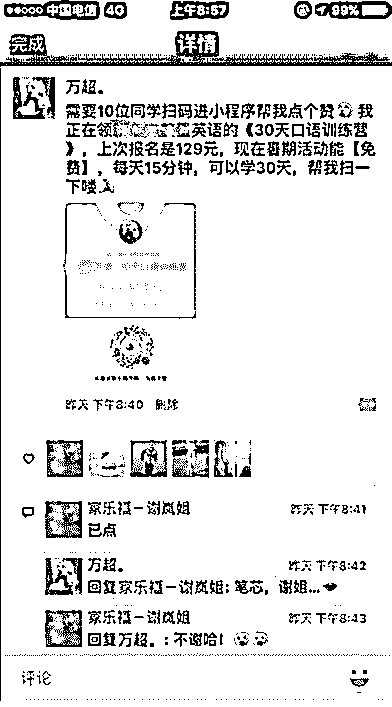 中国电信 4G 上午8:57 99%
完成 详情
万超。
需要10位同学扫码进小程序帮我点个赞 我
正在领 英语的《30天口语训练营
》，上次报名是129元，现在暑期活动能【免
费】，每天15分钟，可以学30天，帮我扫一
下喽
昨天 下午8:40 删除
家乐福－谢岚姐 昨天 下午8:41
已点
万超。 昨天 下午8:42
回复家乐福－谢岚姐: 笔芯，谢姐...
家乐福－谢岚姐 昨天 下午8:43
回复万超。: 不谢哈！
评论